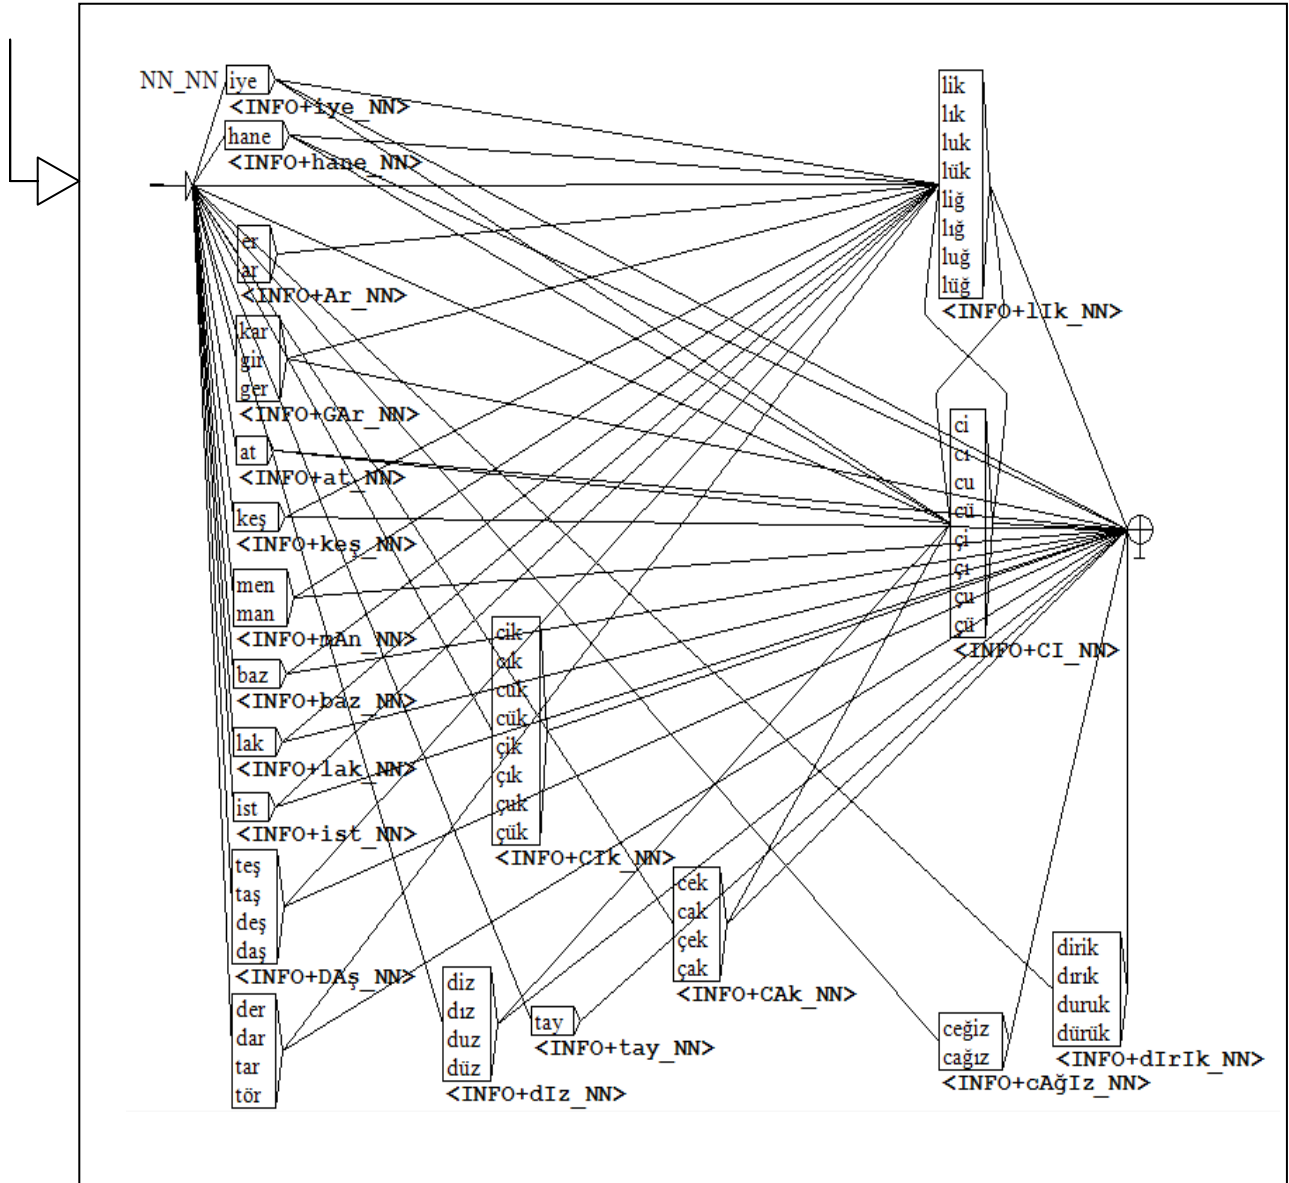 NN_NN iye
<INFO+iye_NN>
hane
<INFO+hane_NN>
er
ar
<INFO+Ar_NN>
kar
gir
ger
<INFO+GAr_NN>
at
<INFO+at_NN>
keş
<INFO+keş_NN>
men
man
<INFO+mAn_NN>
baz
<INFO+baz_NN>
lak
<INFO+lak_NN>
ist
<INFO+ist_NN>
teş
taş
deş
daş
<INFO+DAş_NN>
der
dar
tar
tör
cik
cık
cuk
cük
çik
çık
çuk
çük
<INFO+CIk_NN>
diz
dız
duz
düz
<INFO+dIz_NN>
tay
<INFO+tay_NN>
cek
cak
çek
çak
<INFO+CAk_NN>
lik
lık
luk
lük
liğ
lığ
luğ
lüğ
<INFO+lIk_NN>
ci
cı
cu
cü
çi
çı
çu
çü
<INFO+CI_NN>
ceğiz
cağız
<INFO+cAğIz_NN>
dirik
dırık
duruk
dürük
<INFO+dIrIk_NN>